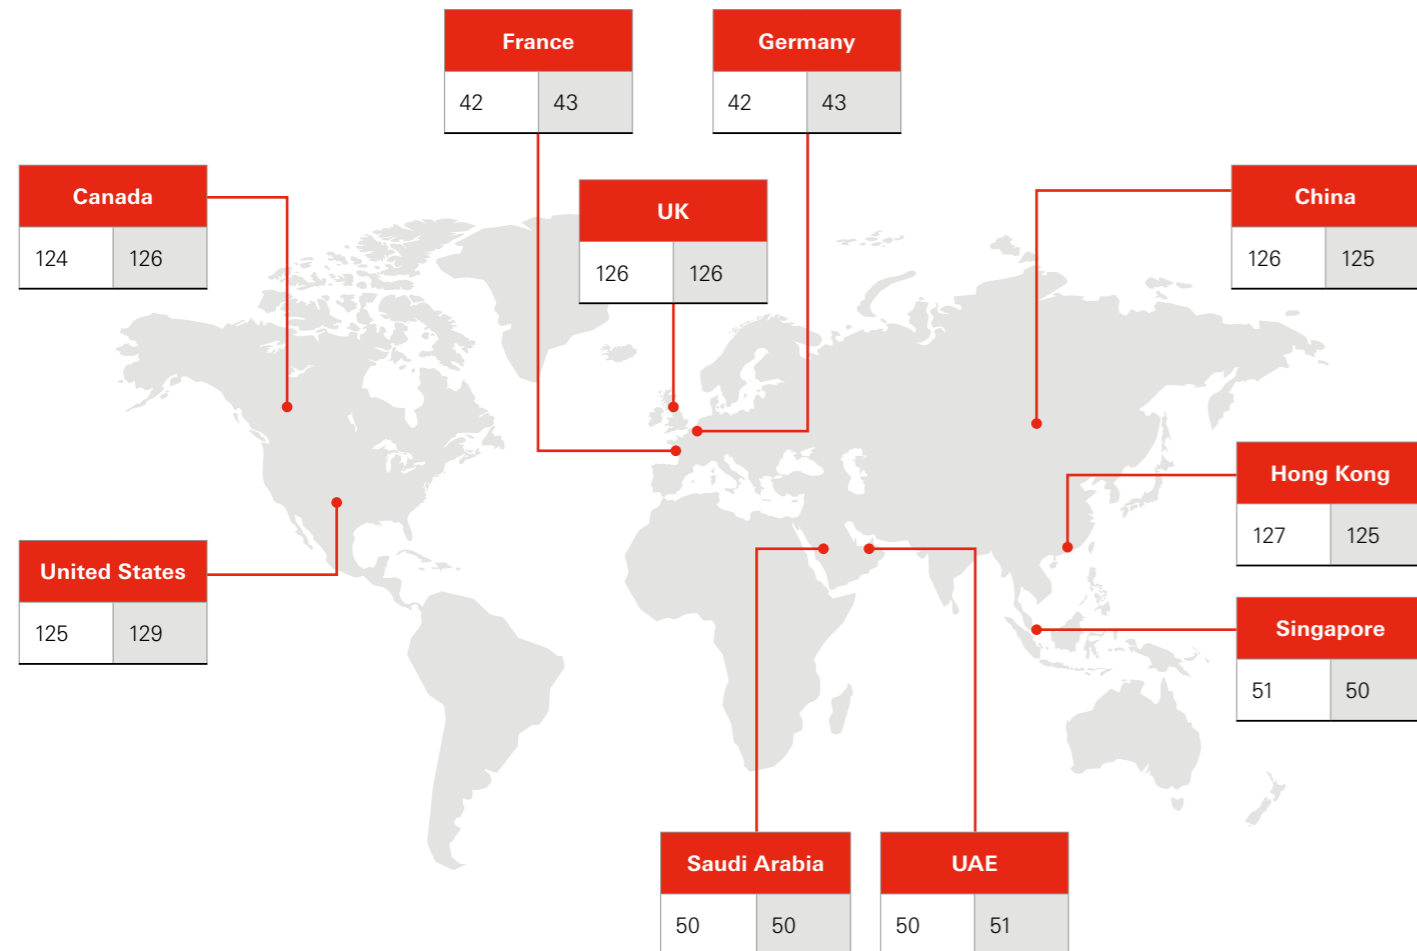 France
42 43
Germany
42 43
Canada
124 126
UK
126 126
China
126 125
Hong Kong
127 125
United States
125 129
Singapore
51 50
Saudi Arabia
50 50
UAE
50 51